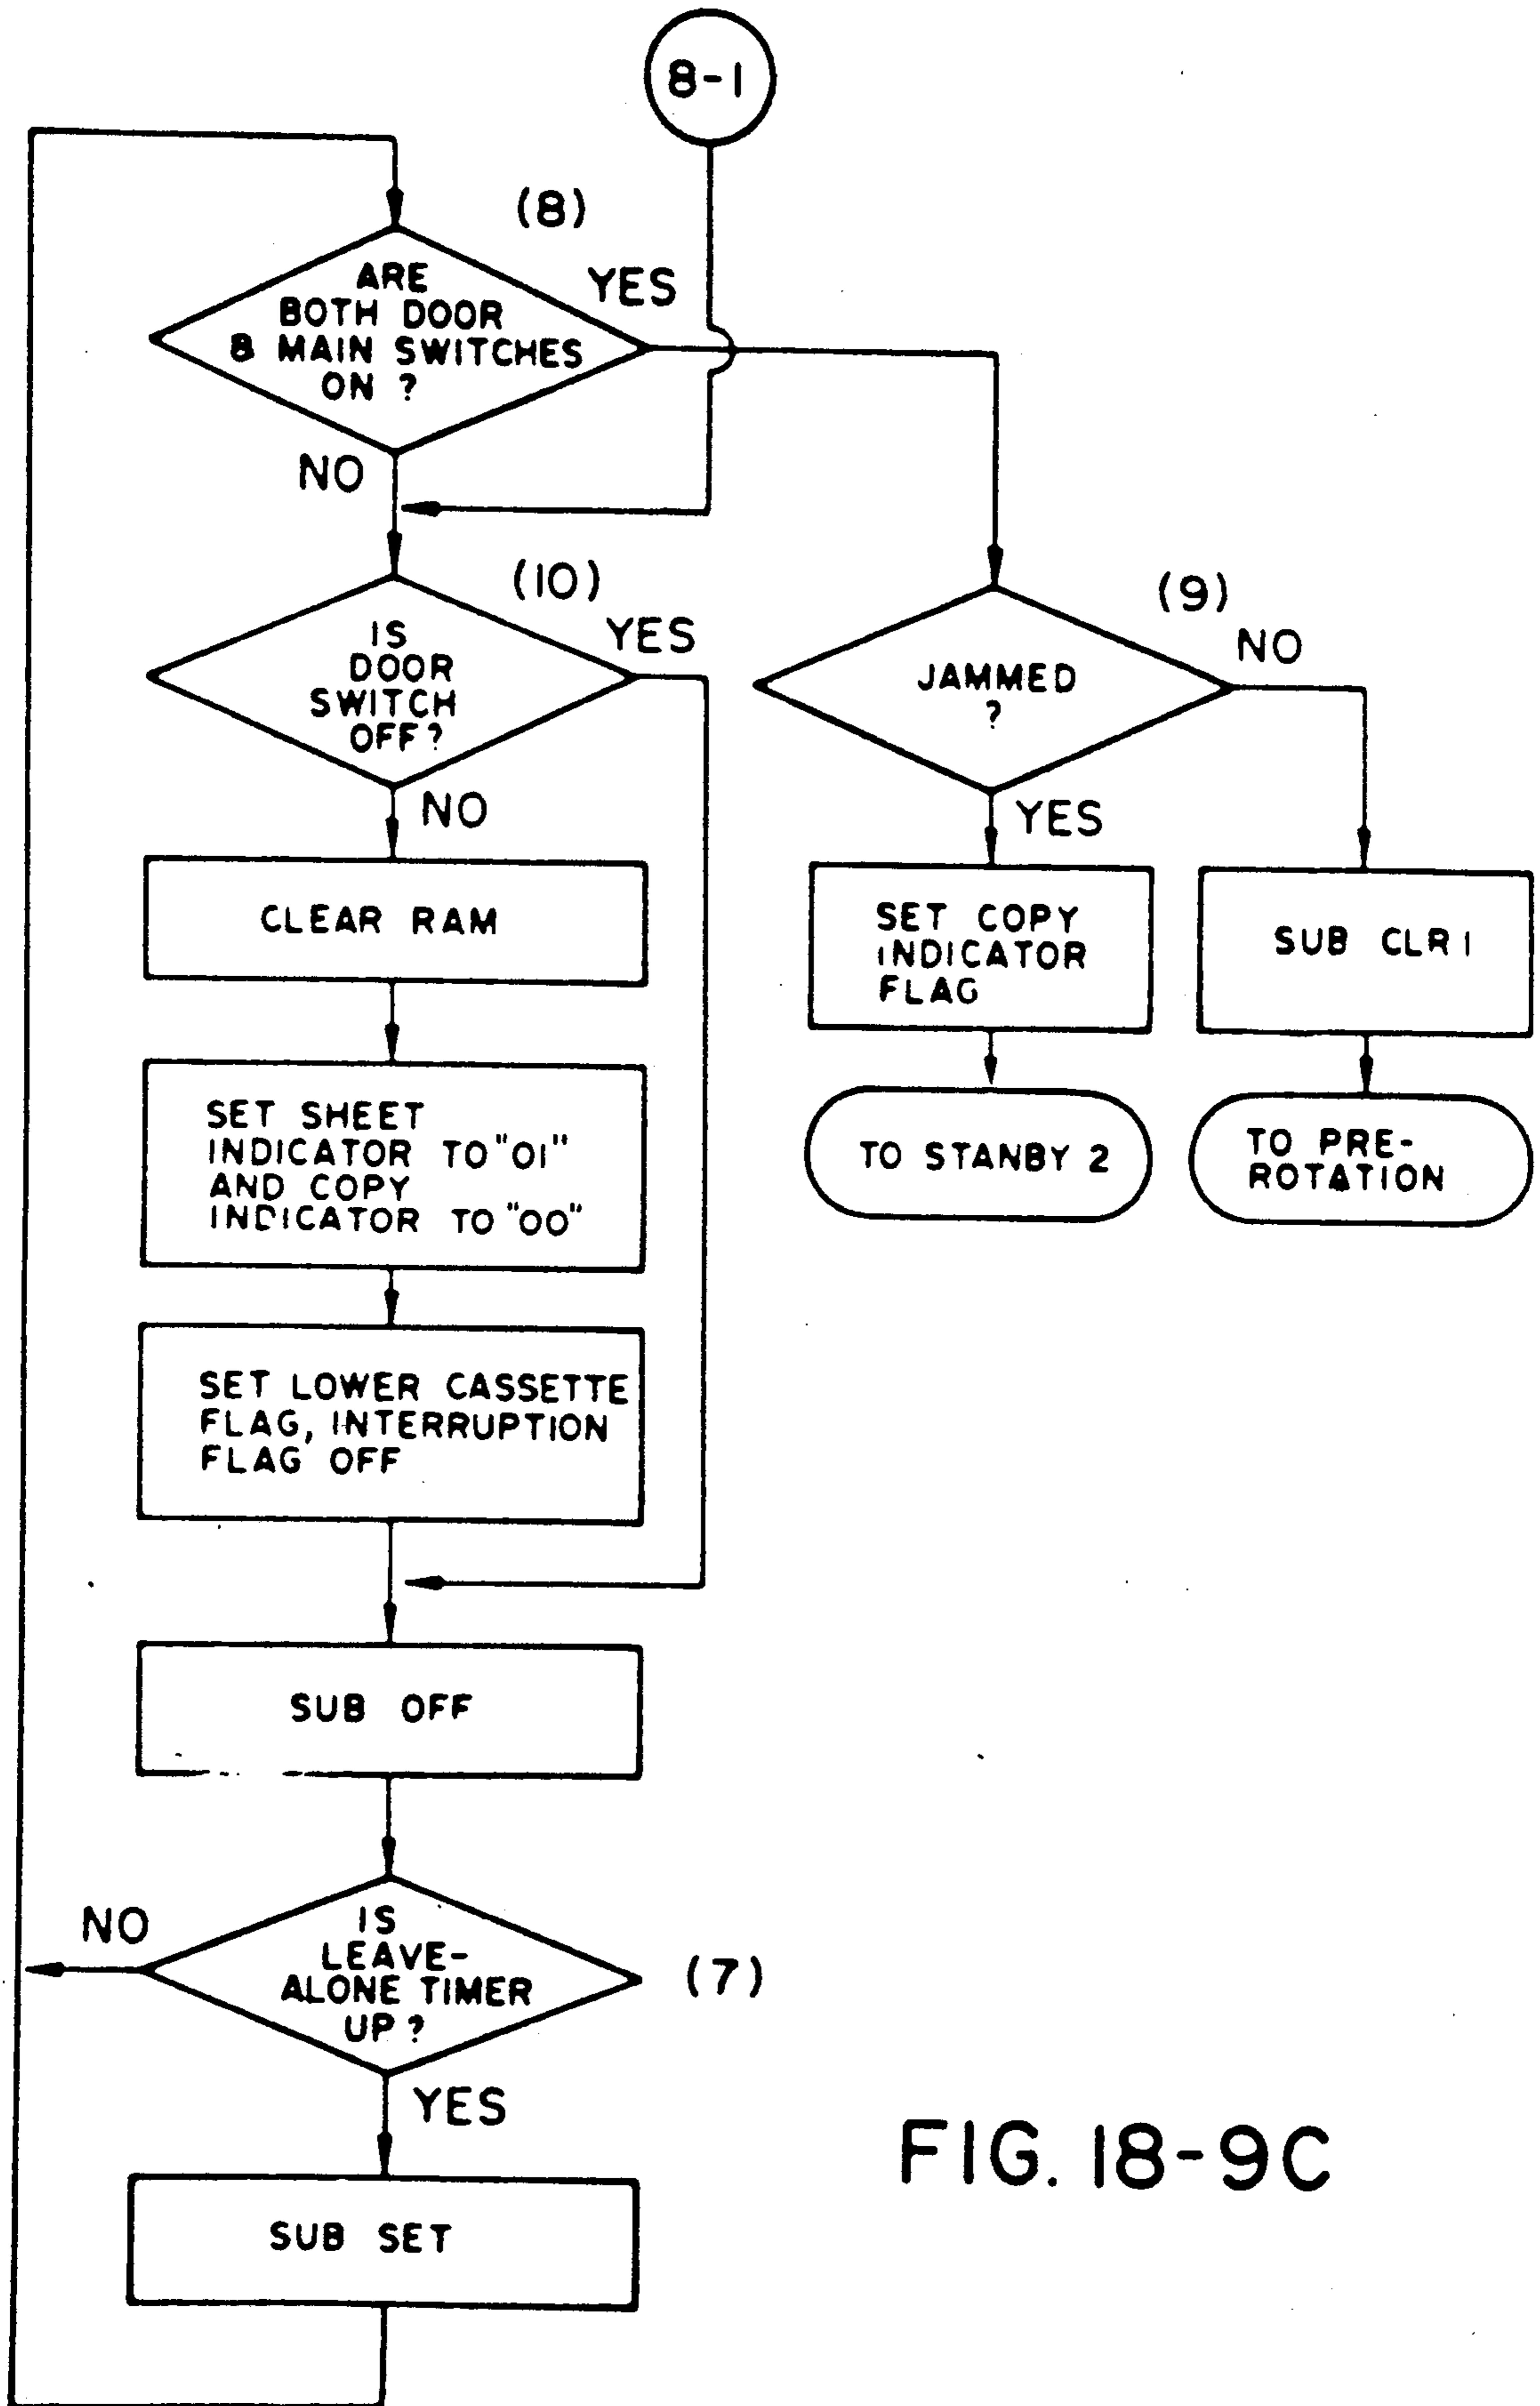 8-1
(8)
ARE
BOTH DOOR
& MAIN SWITCHES
ON ?
YES
NO
(10)
IS
DOOR
SWITCH
OFF?
YES
NO
(9)
JAMMED
?
NO
YES
CLEAR RAM
SET COPY
INDICATOR
FLAG
SUB CLR 1
SET SHEET
INDICATOR TO "01"
AND COPY
INDICATOR TO "00"
TO STANBY 2
TO PRE-
ROTATION
SET LOWER CASSETTE
FLAG, INTERRUPTION
FLAG OFF
SUB OFF
IS
LEAVE-
ALONE TIMER
UP ?
NO
(7)
YES
SUB SET
FIG. 18-9C